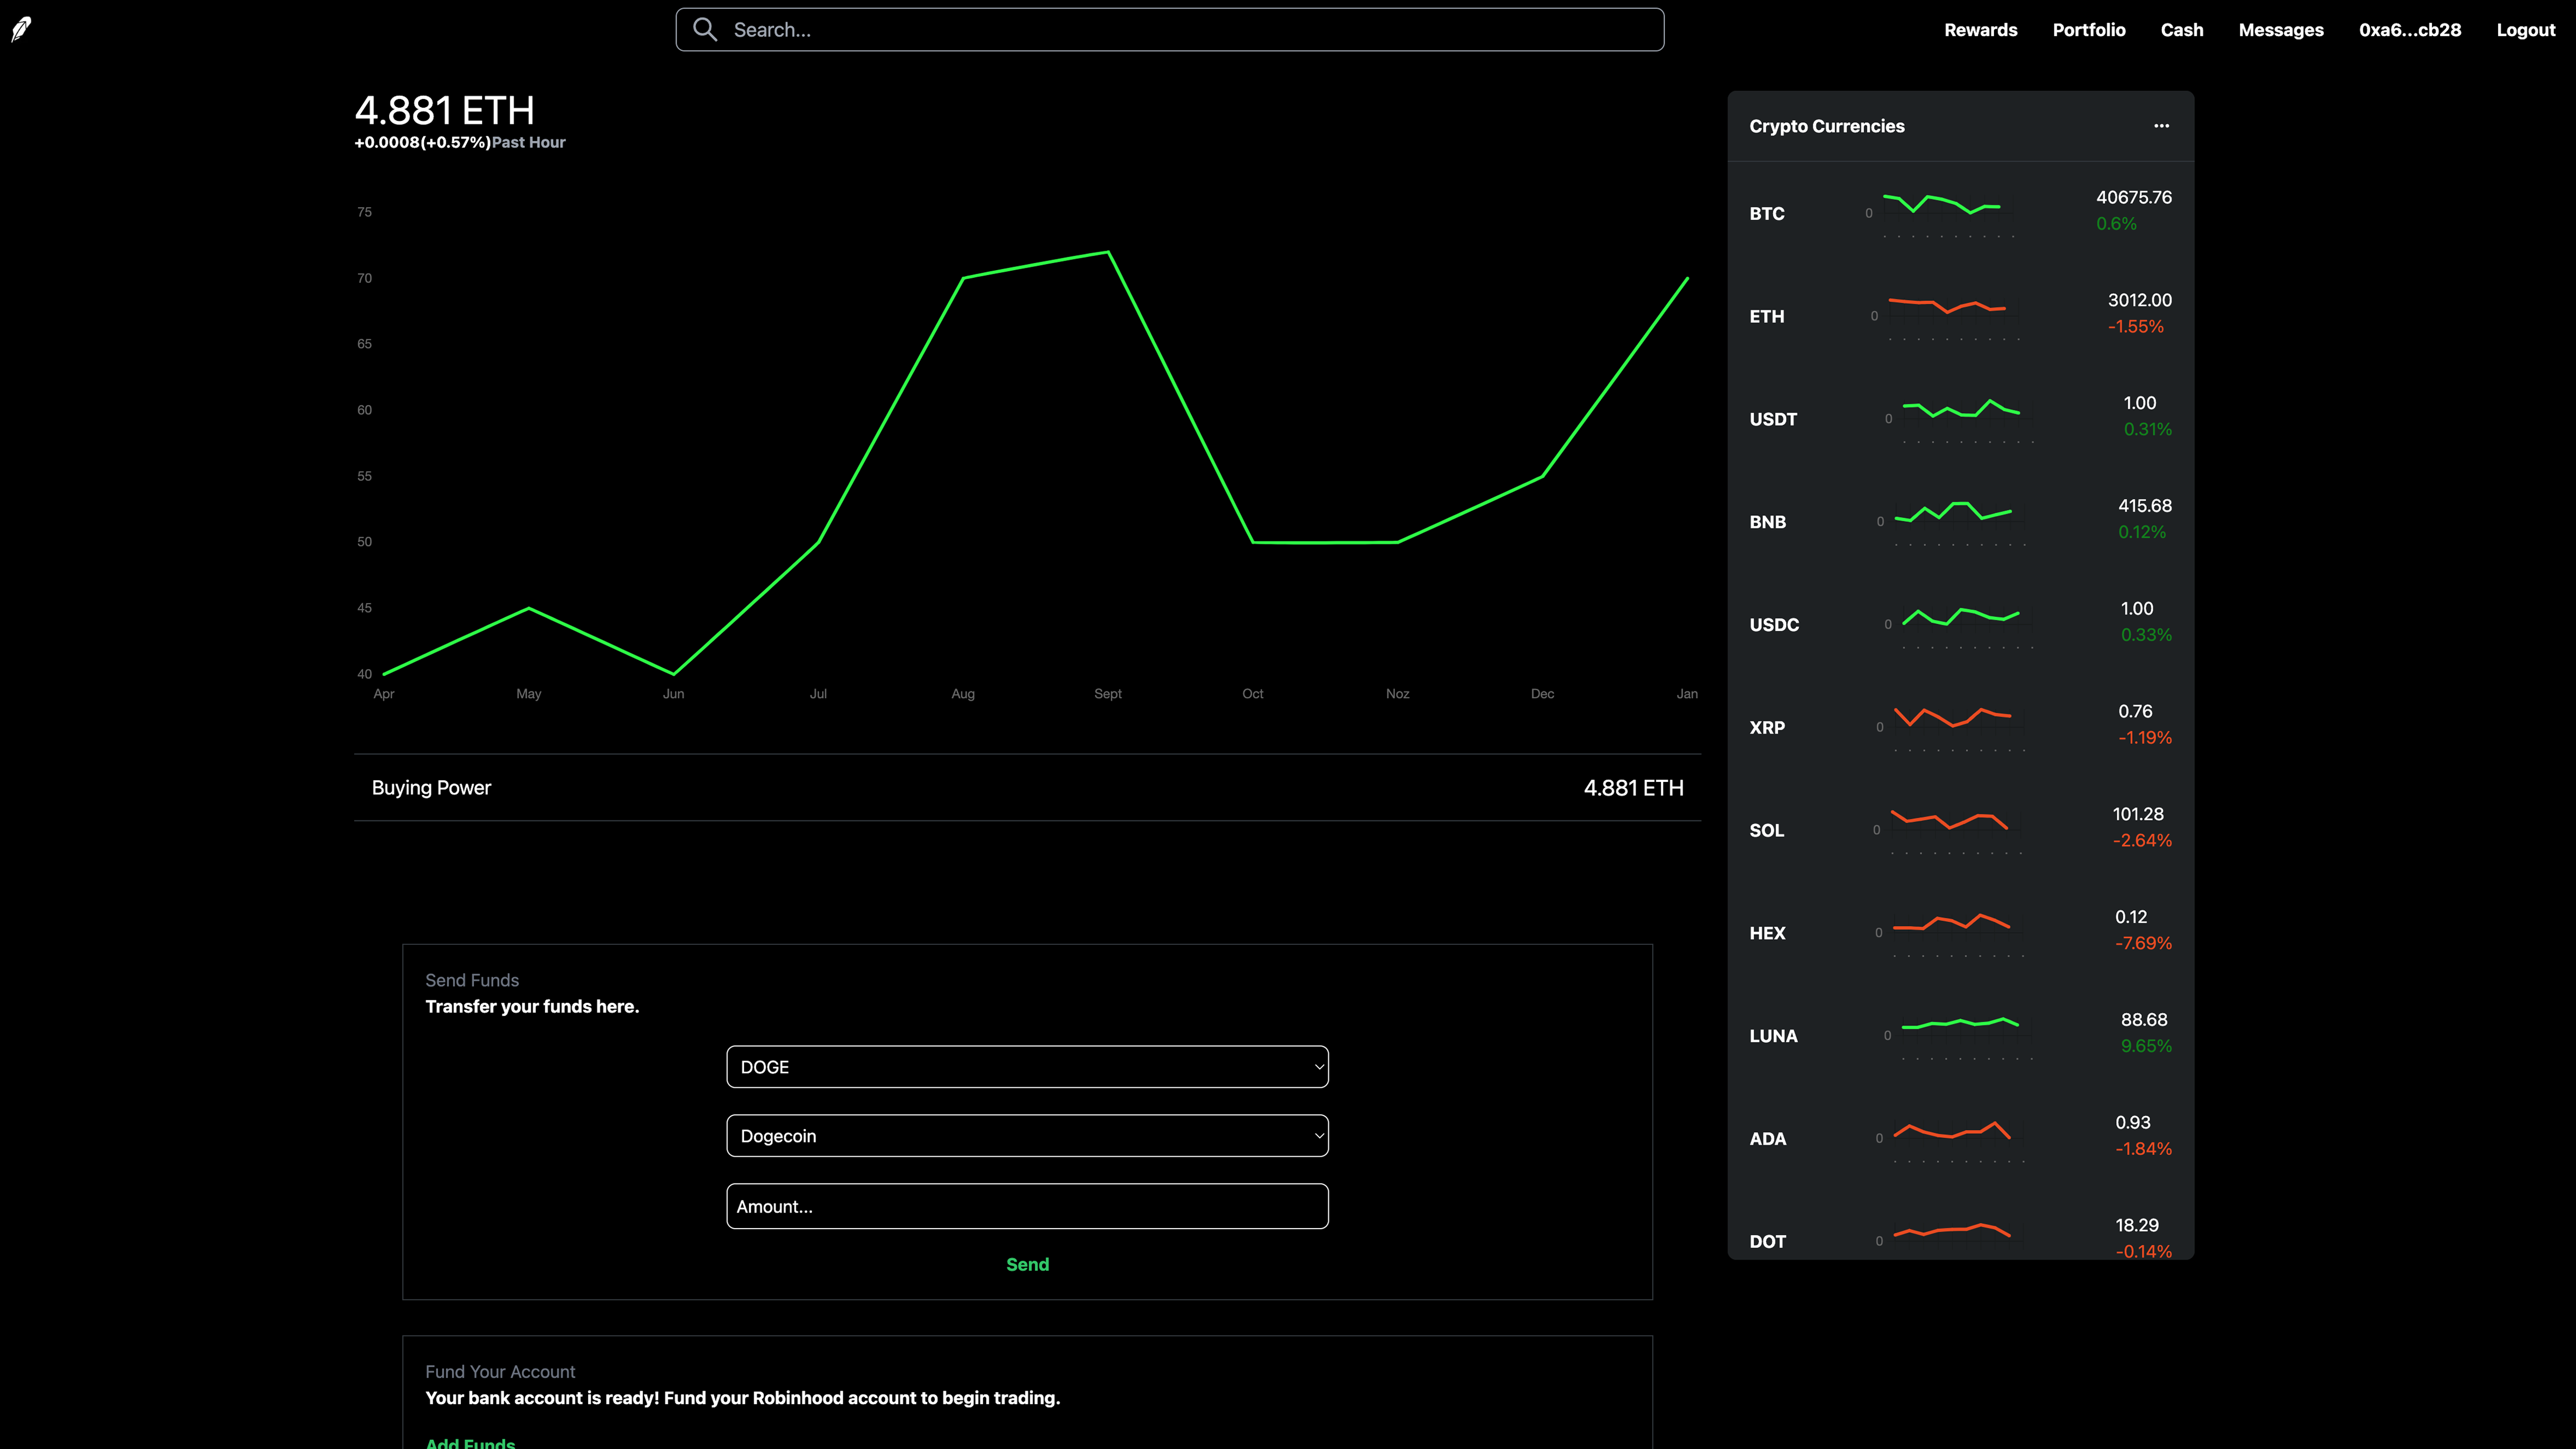 Search...
Rewards Portfolio Cash Messages 0xa6...cb28 Logout
4.881 ETH
+0.0008(+0.57%)Past Hour
75
70
65
60
55
50
45
40
Apr May Jun Jul Aug Sept Oct Noz Dec Jan
Buying Power 4.881 ETH
Send Funds
Transfer your funds here.
DOGE
Dogecoin
Amount...
Send
Fund Your Account
Your bank account is ready! Fund your Robinhood account to begin trading.
Add Funds
Crypto Currencies
BTC 0 40675.76
0.6%
ETH 0 3012.00
-1.55%
USDT 0 1.00
0.31%
BNB 0 415.68
0.12%
USDC 0 1.00
0.33%
XRP 0 0.76
-1.19%
SOL 0 101.28
-2.64%
HEX 0 0.12
-7.69%
LUNA 0 88.68
9.65%
ADA 0 0.93
-1.84%
DOT 0 18.29
-0.14%